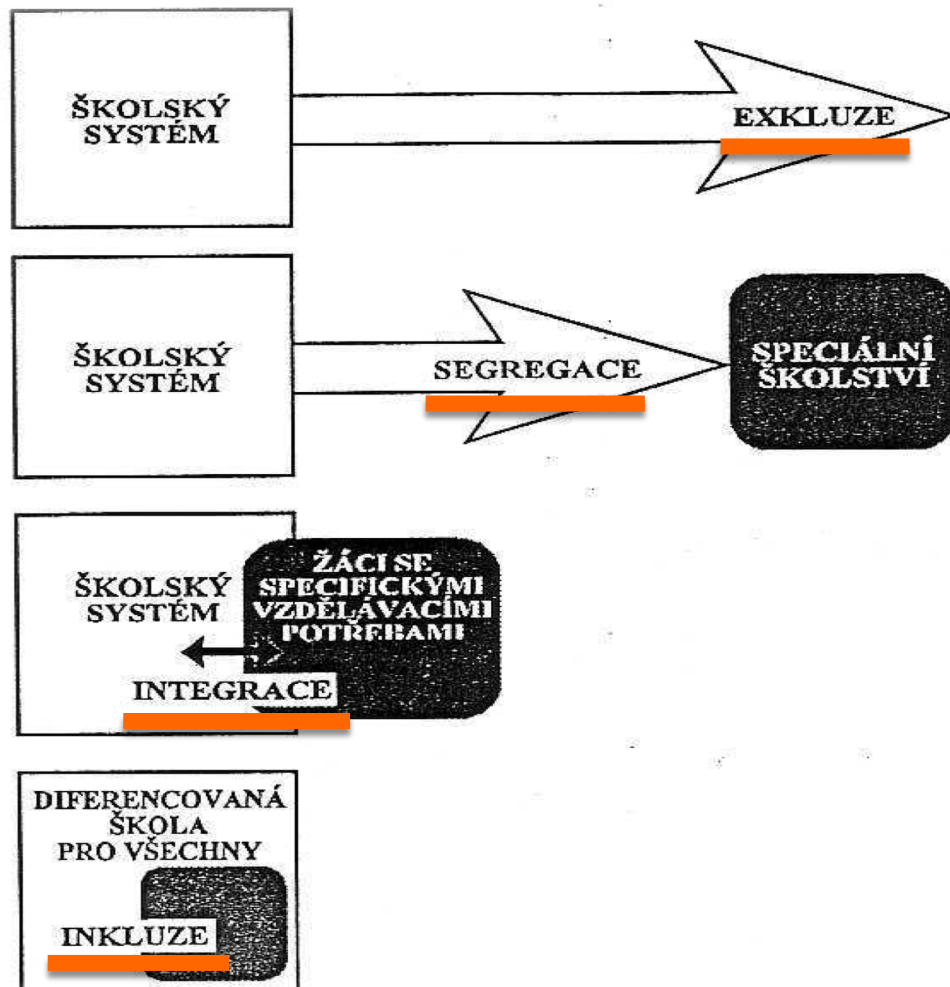 ŠKOLSKÝ
SYSTÉM
EXKLUZE
ŠKOLSKÝ
SYSTÉM
SEGREGACE
SPECIÁLNÍ
ŠKOLSTVÍ
ŠKOLSKÝ
SYSTÉM
ŽÁCI SE
SPECIFICKÝMI
VZDĚLÁVACÍMI
POTŘEBAMI
INTEGRACE
DIFERENCOVANÁ
ŠKOLA
PRO VŠECHNY
INKLUZE